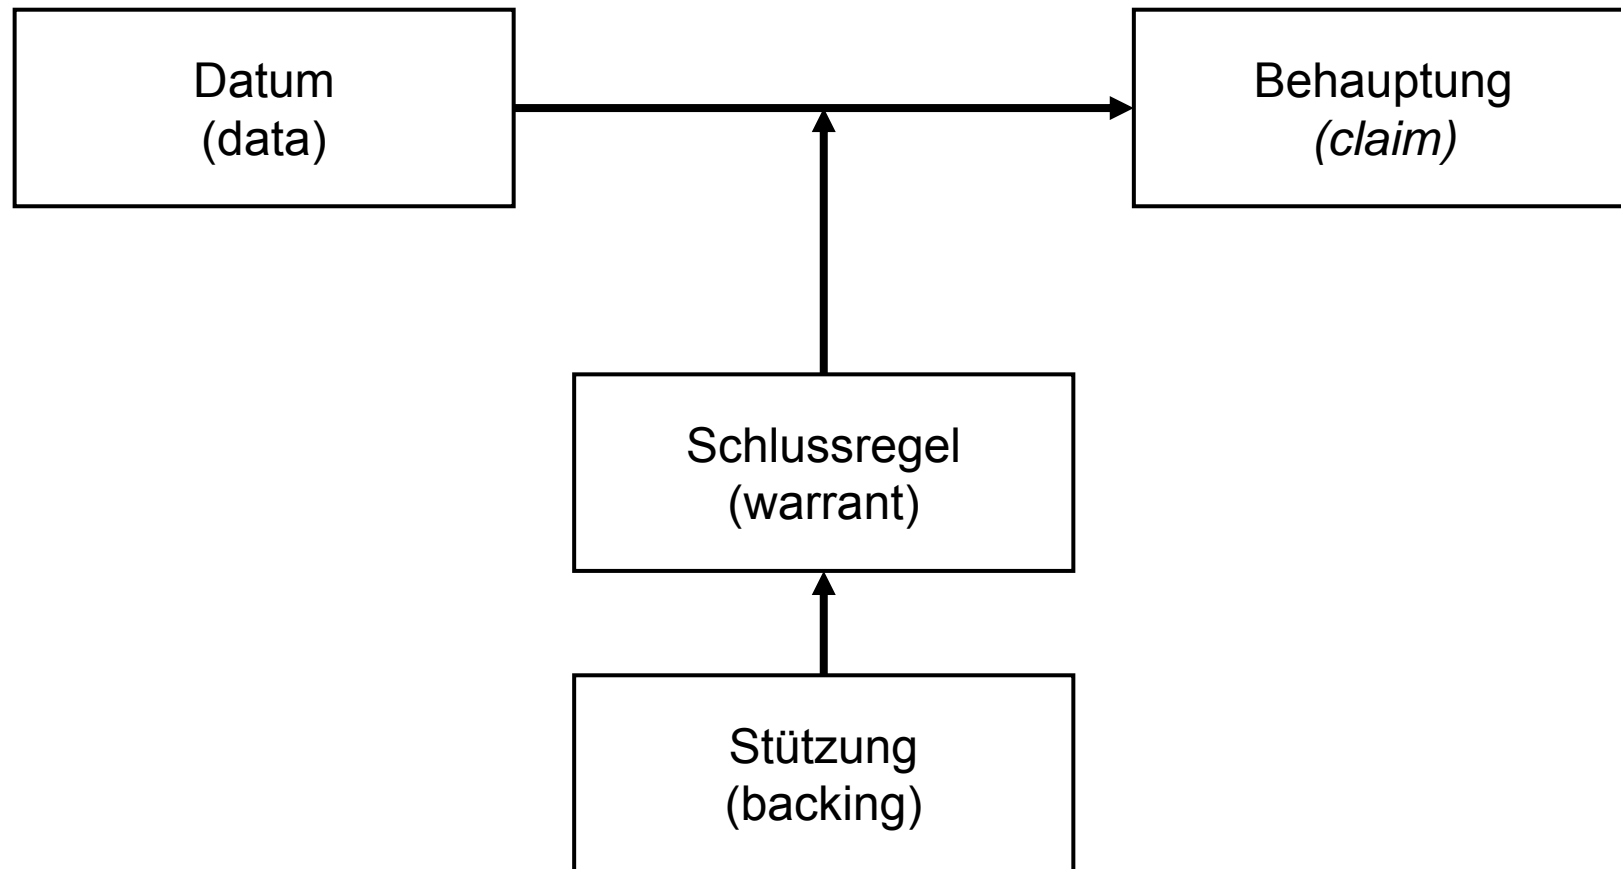 Datum
(data)
Behauptung
(claim)
Schlussregel
(warrant)
Stützung
(backing)